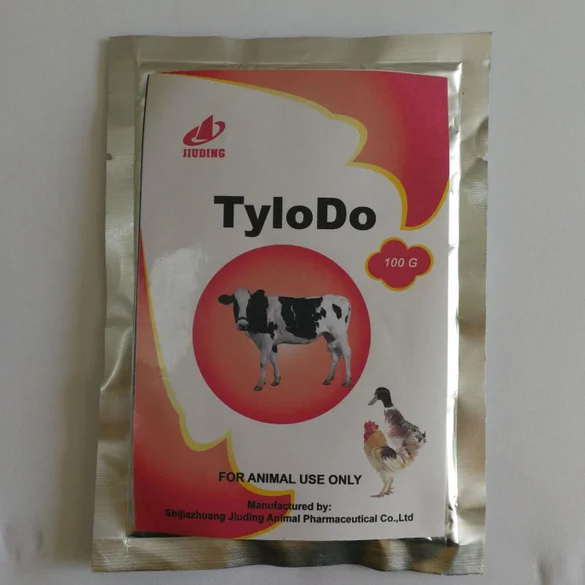 JIUDING
TyloDo
100 G
FOR ANIMAL USE ONLY
Manufactured by:
Shijiazhuang Jiuding Animal Pharmaceutical Co.,Ltd